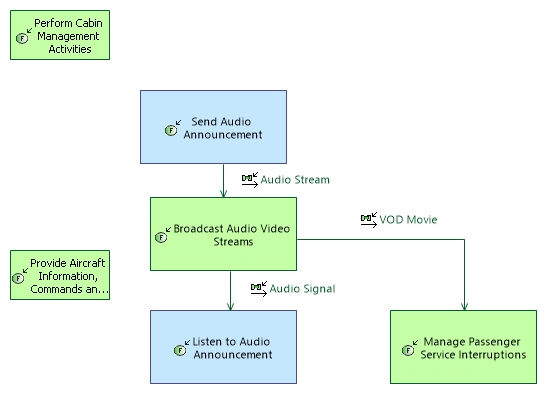 Perform Cabin
Management
Activities
Send Audio
Announcement
Audio Stream
Broadcast Audio Video
Streams
VOD Movie
Provide Aircraft
Information,
Commands an...
Audio Signal
Listen to Audio
Announcement
Manage Passenger
Service Interruptions